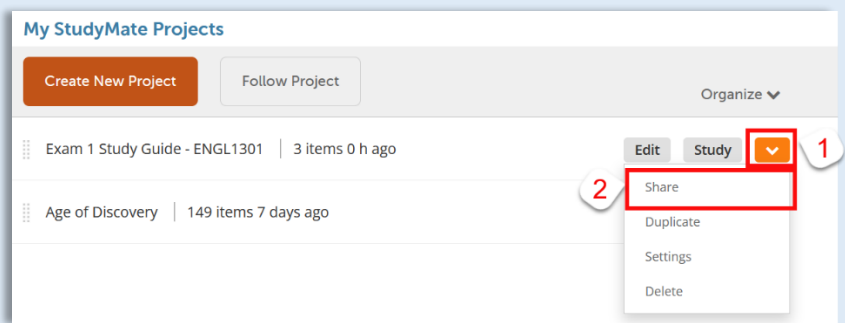 My StudyMate Projects
Create New Project
Follow Project
Organize
Exam 1 Study Guide - ENGL1301 | 3 items 0 h ago
Edit
Study
1
2
Share
Age of Discovery | 149 items 7 days ago
Duplicate
Settings
Delete